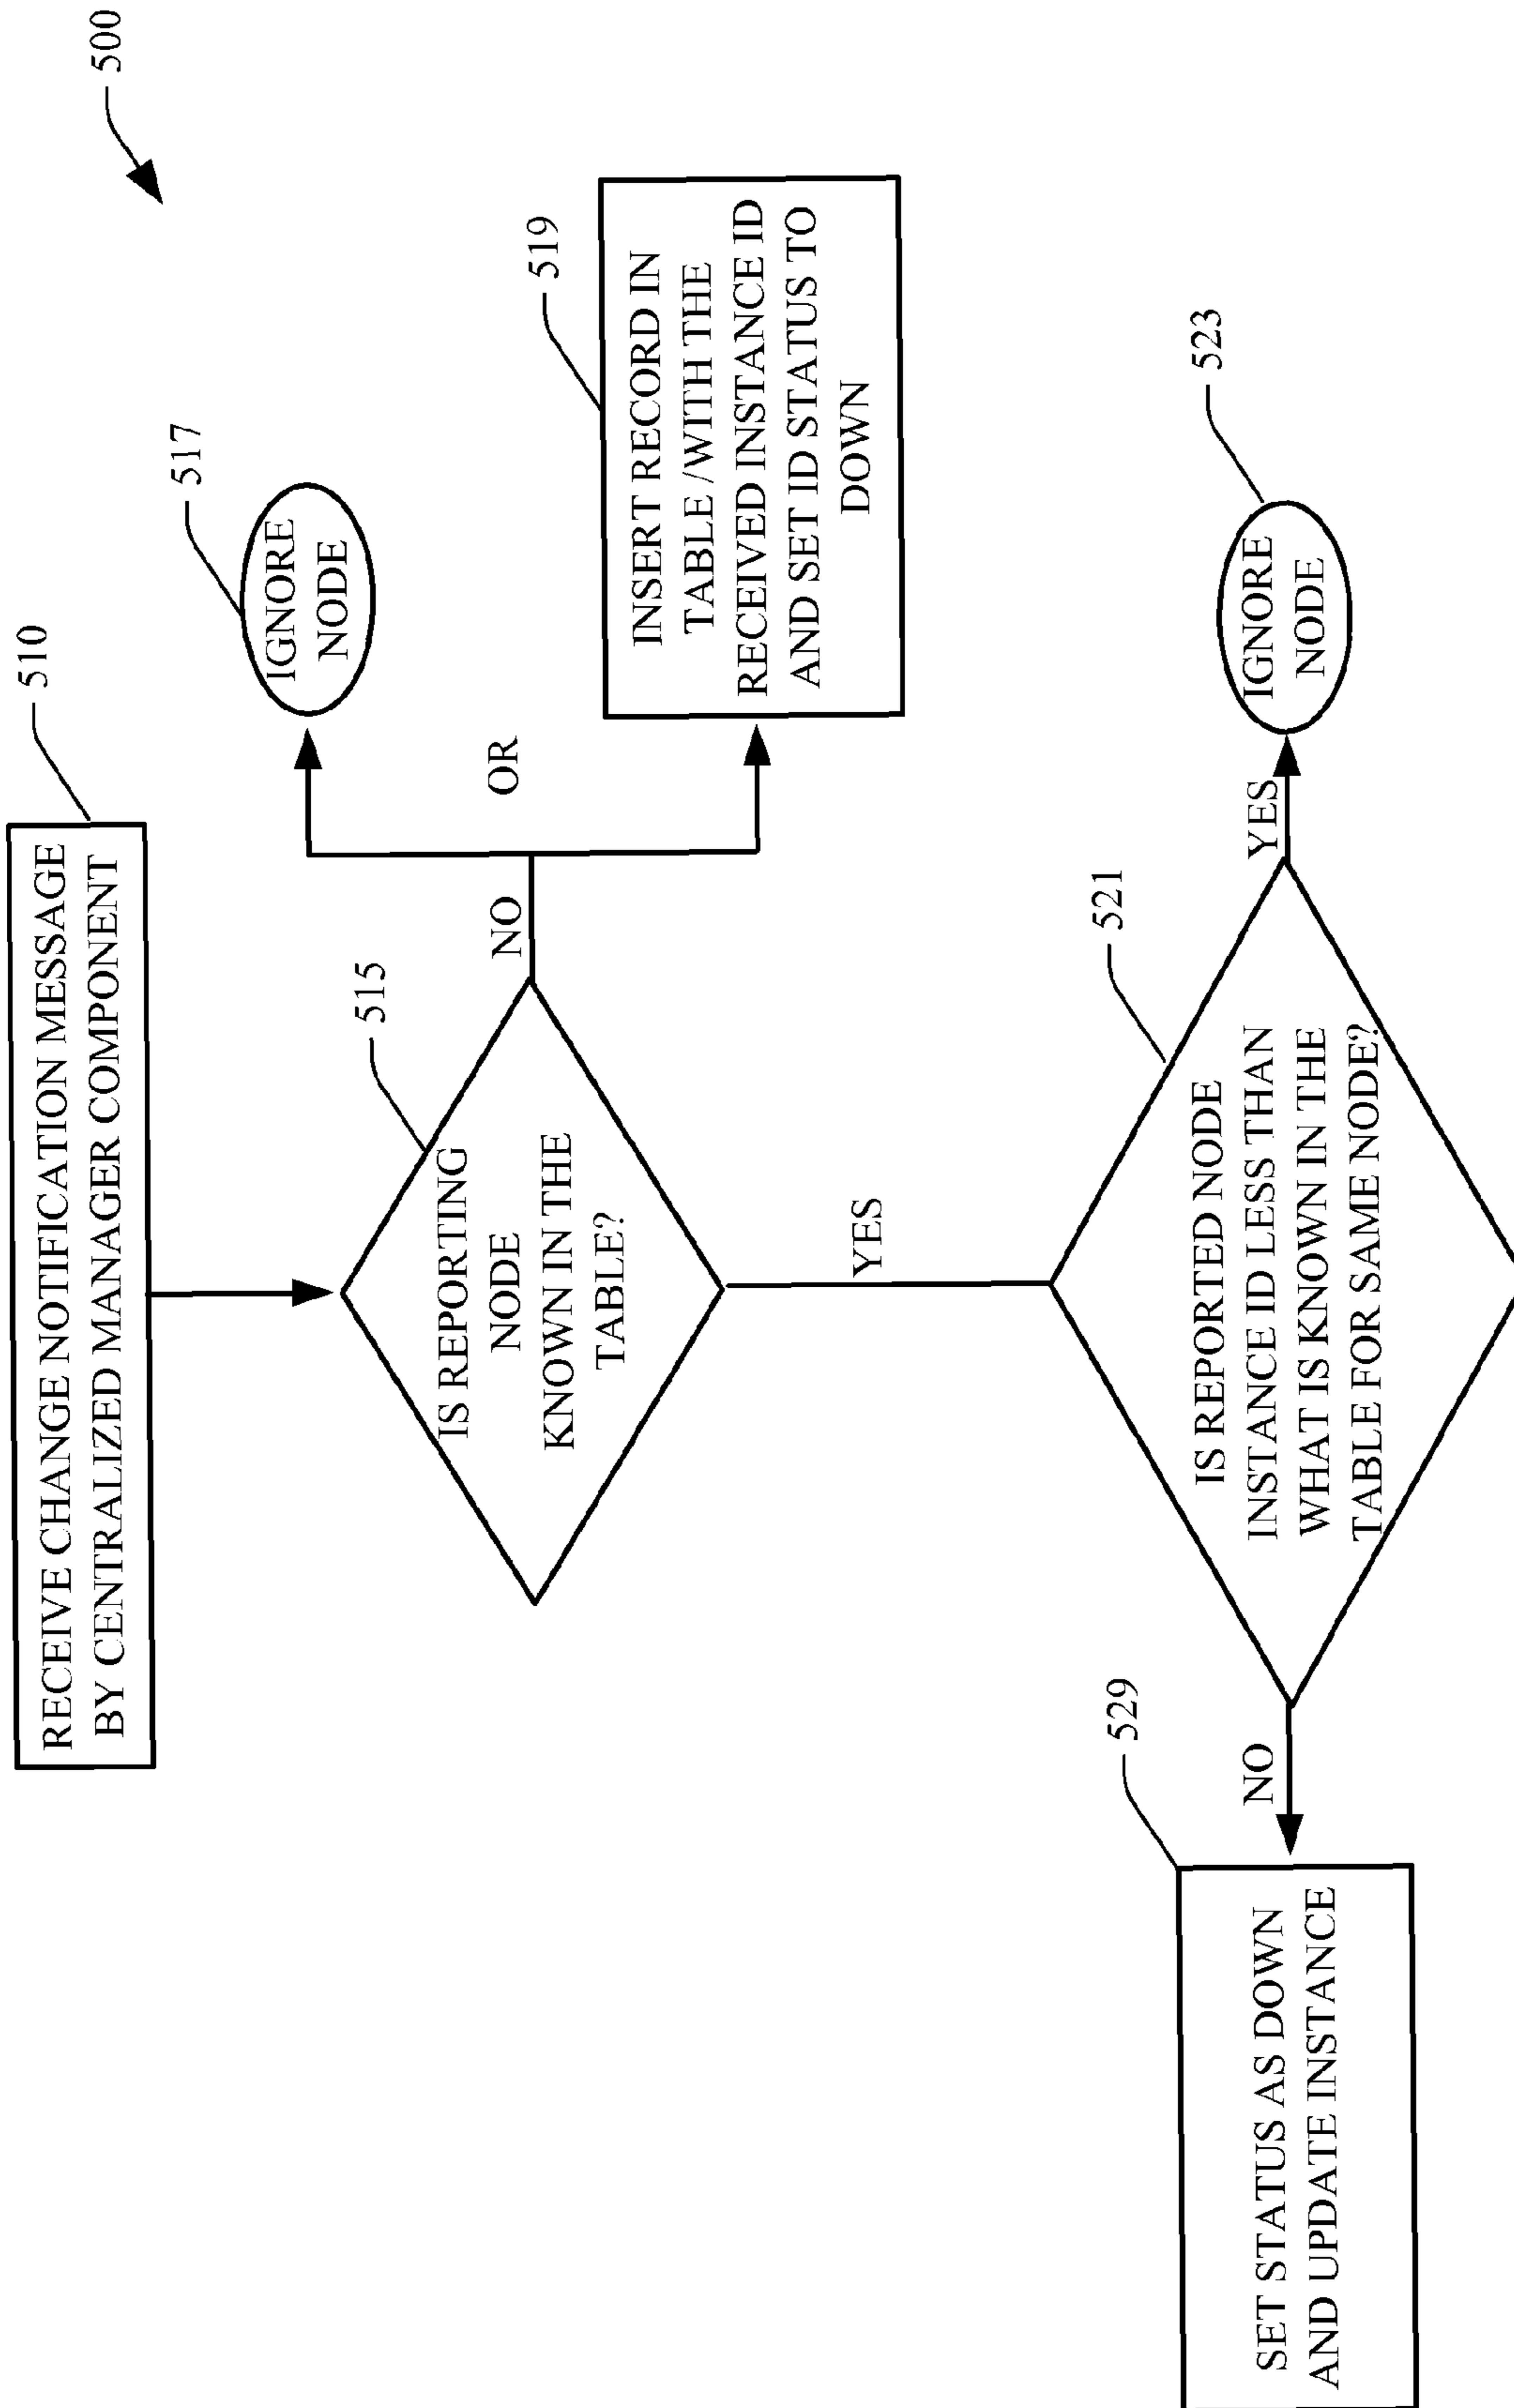 500
510
RECEIVE CHANGE NOTIFICATION MESSAGE
BY CENTRALIZED MANAGER COMPONENT
515
IS REPORTING
NODE
KNOWN IN THE
TABLE?
NO
OR
517
IGNORE
NODE
519
INSERT RECORD IN
TABLE /WITH THE
RECEIVED INSTANCE ID
AND SET ID STATUS TO
DOWN
YES
521
IS REPORTED NODE
INSTANCE ID LESS THAN
WHAT IS KNOWN IN THE
TABLE FOR SAME NODE?
YES
523
IGNORE
NODE
NO
529
SET STATUS AS DOWN
AND UPDATE INSTANCE